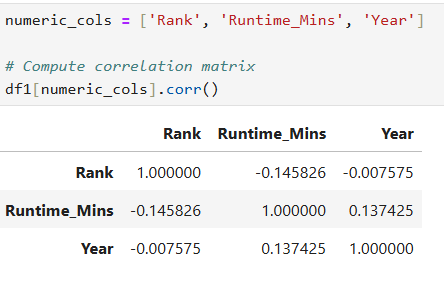 numeric_cols = ['Rank', 'Runtime_Mins', 'Year']
# Compute correlation matrix
df1[numeric_cols].corr()
Rank Runtime_Mins Year
Rank 1.000000 -0.145826 -0.007575
Runtime_Mins -0.145826 1.000000 0.137425
Year -0.007575 0.137425 1.000000